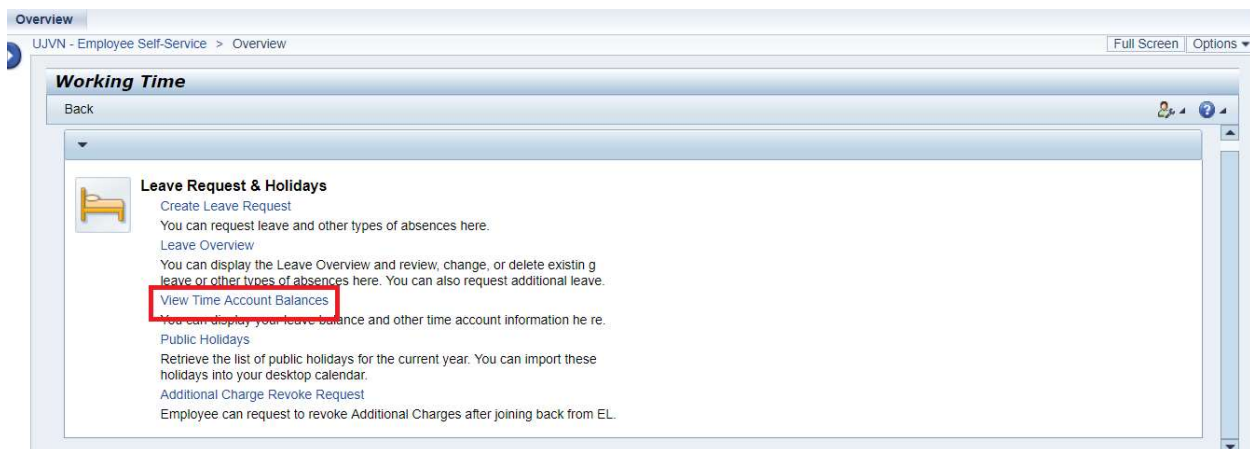 Overview
UJVN - Employee Self-Service > Overview
Full Screen Options
Working Time
Back
Leave Request & Holidays
Create Leave Request
You can request leave and other types of absences here.
Leave Overview
You can display the Leave Overview and review, change, or delete existin g
leave or other types of absences here. You can also request additional leave.
View Time Account Balances
You can display your leave balance and other time account information he re.
Public Holidays
Retrieve the list of public holidays for the current year. You can import these
holidays into your desktop calendar.
Additional Charge Revoke Request
Employee can request to revoke Additional Charges after joining back from EL.